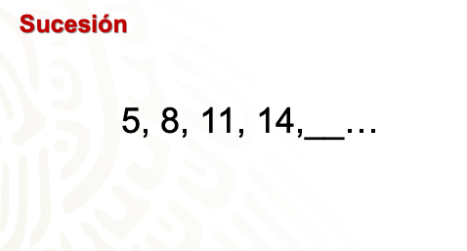 Sucesión
5, 8, 11, 14,__...